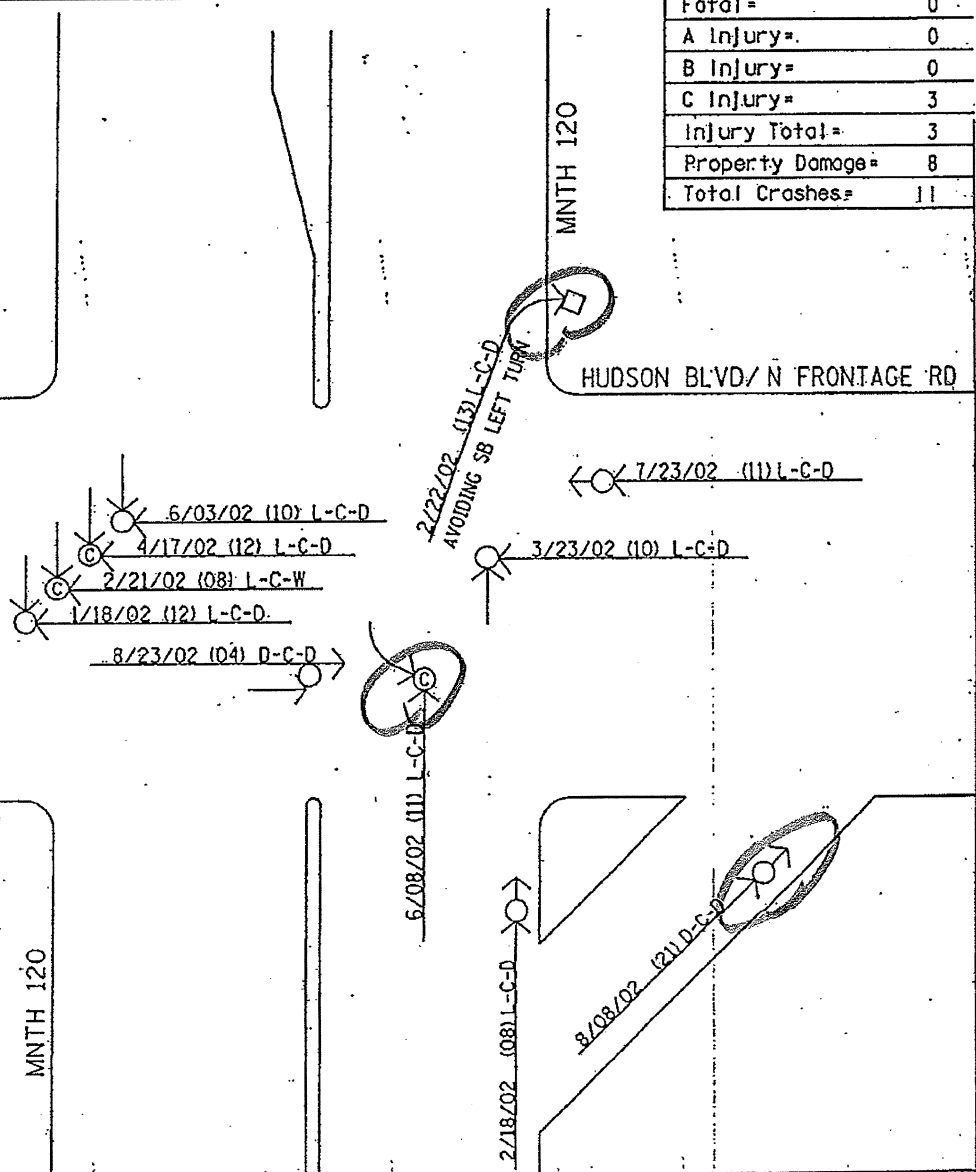 Fatal= 0
A Injury= 0
B Injury= 0
C Injury= 3
Injury Total= 3
Property Damage= 8
Total Crashes= 11
MNTH 120
HUDSON BLVD/ N FRONTAGE RD
2/22/02 (13) L-C-D
AVOIDING SB LEFT TURN
7/23/02 (11) L-C-D
6/03/02 (10) L-C-D
4/17/02 (12) L-C-D
C
3/23/02 (10) L-C-D
2/21/02 (08) L-C-W
C
1/18/02 (12) L-C-D
8/23/02 (04) D-C-D
C
6/08/02 (11) L-C-D
2/18/02 (08) L-C-D
8/08/02 (21) D-C-D
MNTH 120